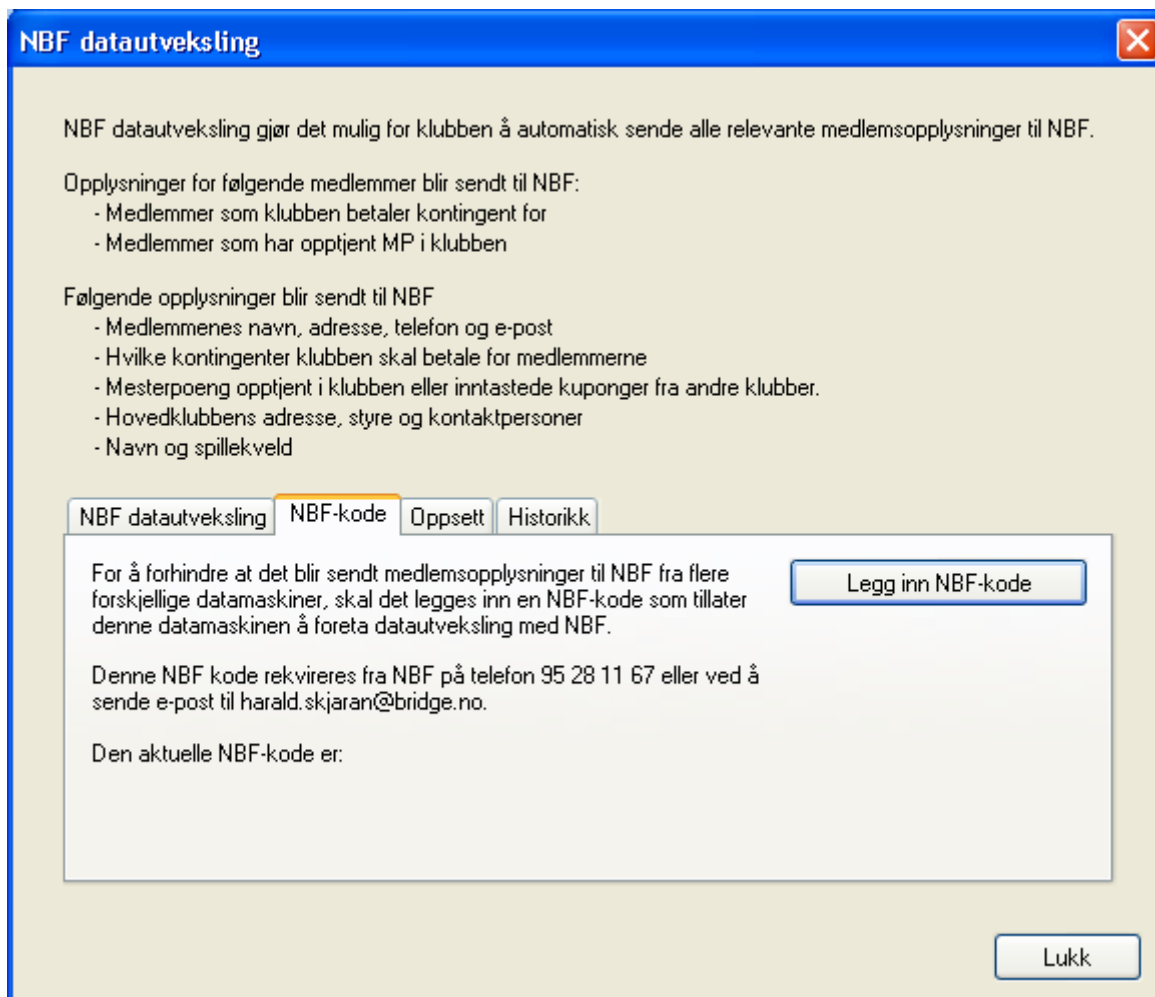 NBF datautveksling
NBF datautveksling gjør det mulig for klubben å automatisk sende alle relevante medlemsopplysninger til NBF.
Opplysninger for følgende medlemmer blir sendt til NBF:
- Medlemmer som klubben betaler kontingent for
- Medlemmer som har opptjent MP i klubben
Følgende opplysninger blir sendt til NBF
- Medlemmenes navn, adresse, telefon og e-post
- Hvilke kontingenter klubben skal betale for medlemmerne
- Mesterpoeng opptjent i klubben eller inntastede kuponger fra andre klubber.
- Hovedklubbens adresse, styre og kontaktpersoner
- Navn og spillekveld
NBF datautveksling NBF-kode Oppsett Historikk
For å forhindre at det blir sendt medlemsopplysninger til NBF fra flere
forskjellige datamaskiner, skal det legges inn en NBF-kode som tillater
denne datamaskinen å foreta datautveksling med NBF.
Legg inn NBF-kode
Denne NBF kode rekvireres fra NBF på telefon 95 28 11 67 eller ved å
sende e-post til harald.skjaran@bridge.no.
Den aktuelle NBF-kode er:
Lukk